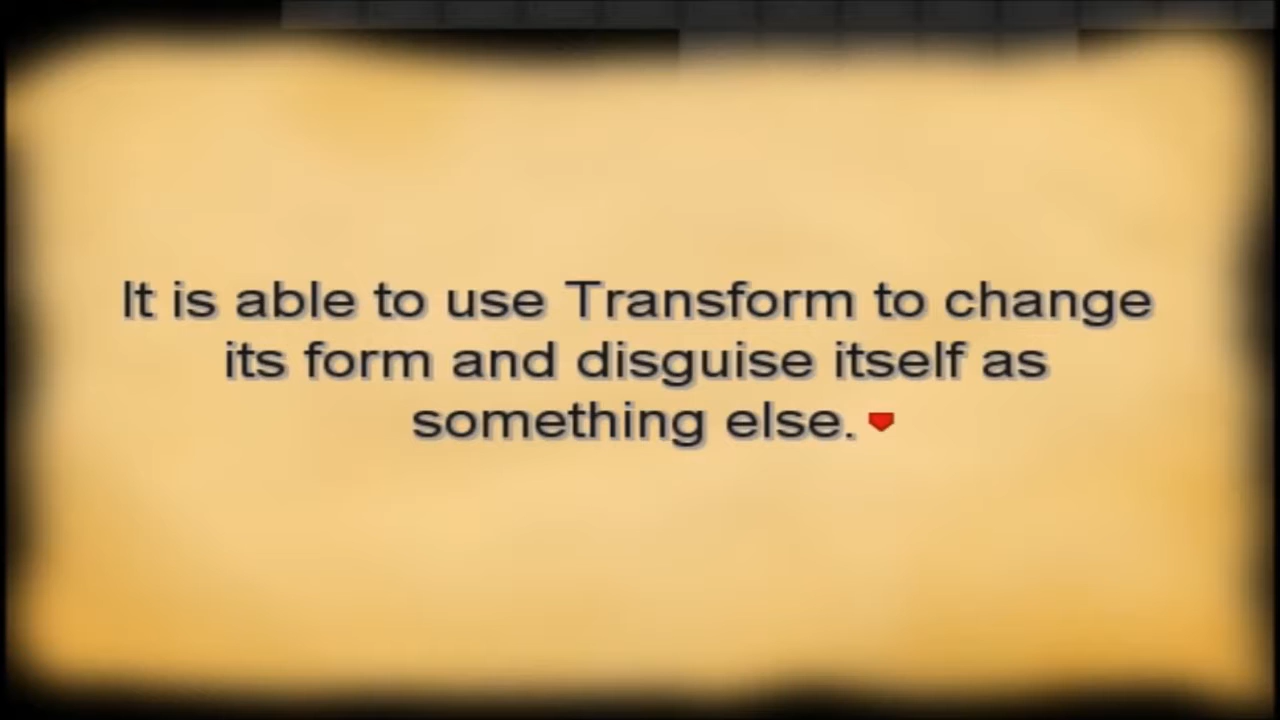 It is able to use Transform to change
its form and disguise itself as
something else.